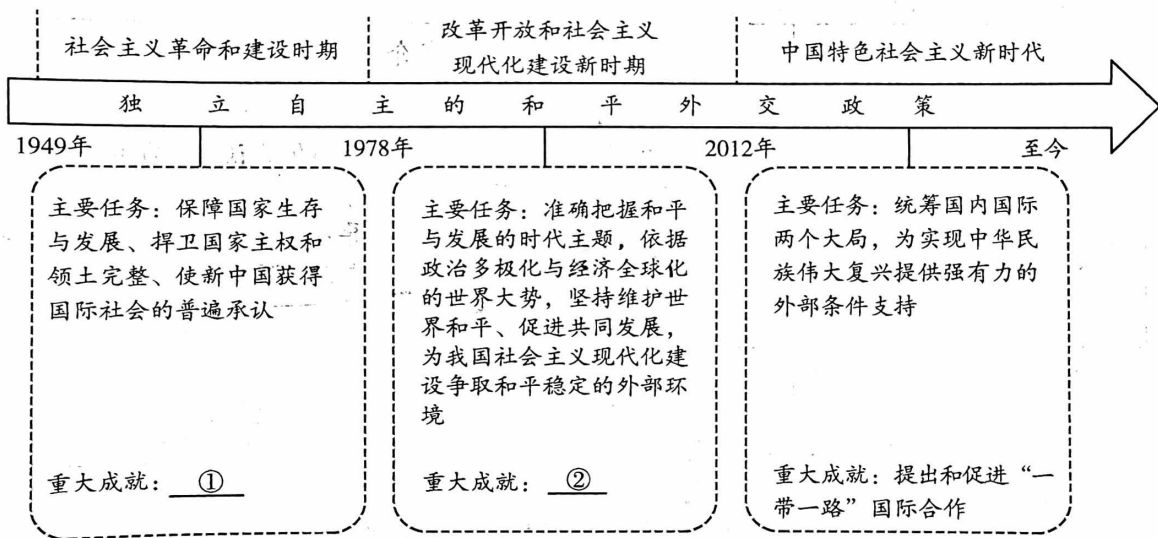 社会主义革命和建设时期
改革开放和社会主义
现代化建设新时期
中国特色社会主义新时代
独立自主的和平外交政策
1949年
1978年
2012年
至今
主要任务：保障国家生存
与发展、捍卫国家主权和
领土完整、使新中国获得
国际社会的普遍承认
重大成就：①
主要任务：准确把握和平
与发展的时代主题，依据
政治多极化与经济全球化
的世界大势，坚持维护世
界和平、促进共同发展，
为我国社会主义现代化建
设争取和平稳定的外部环
境
重大成就：②
主要任务：统筹国内国际
两个大局，为实现中华民
族伟大复兴提供强有力的
外部条件支持
重大成就：提出和促进“一
带一路”国际合作